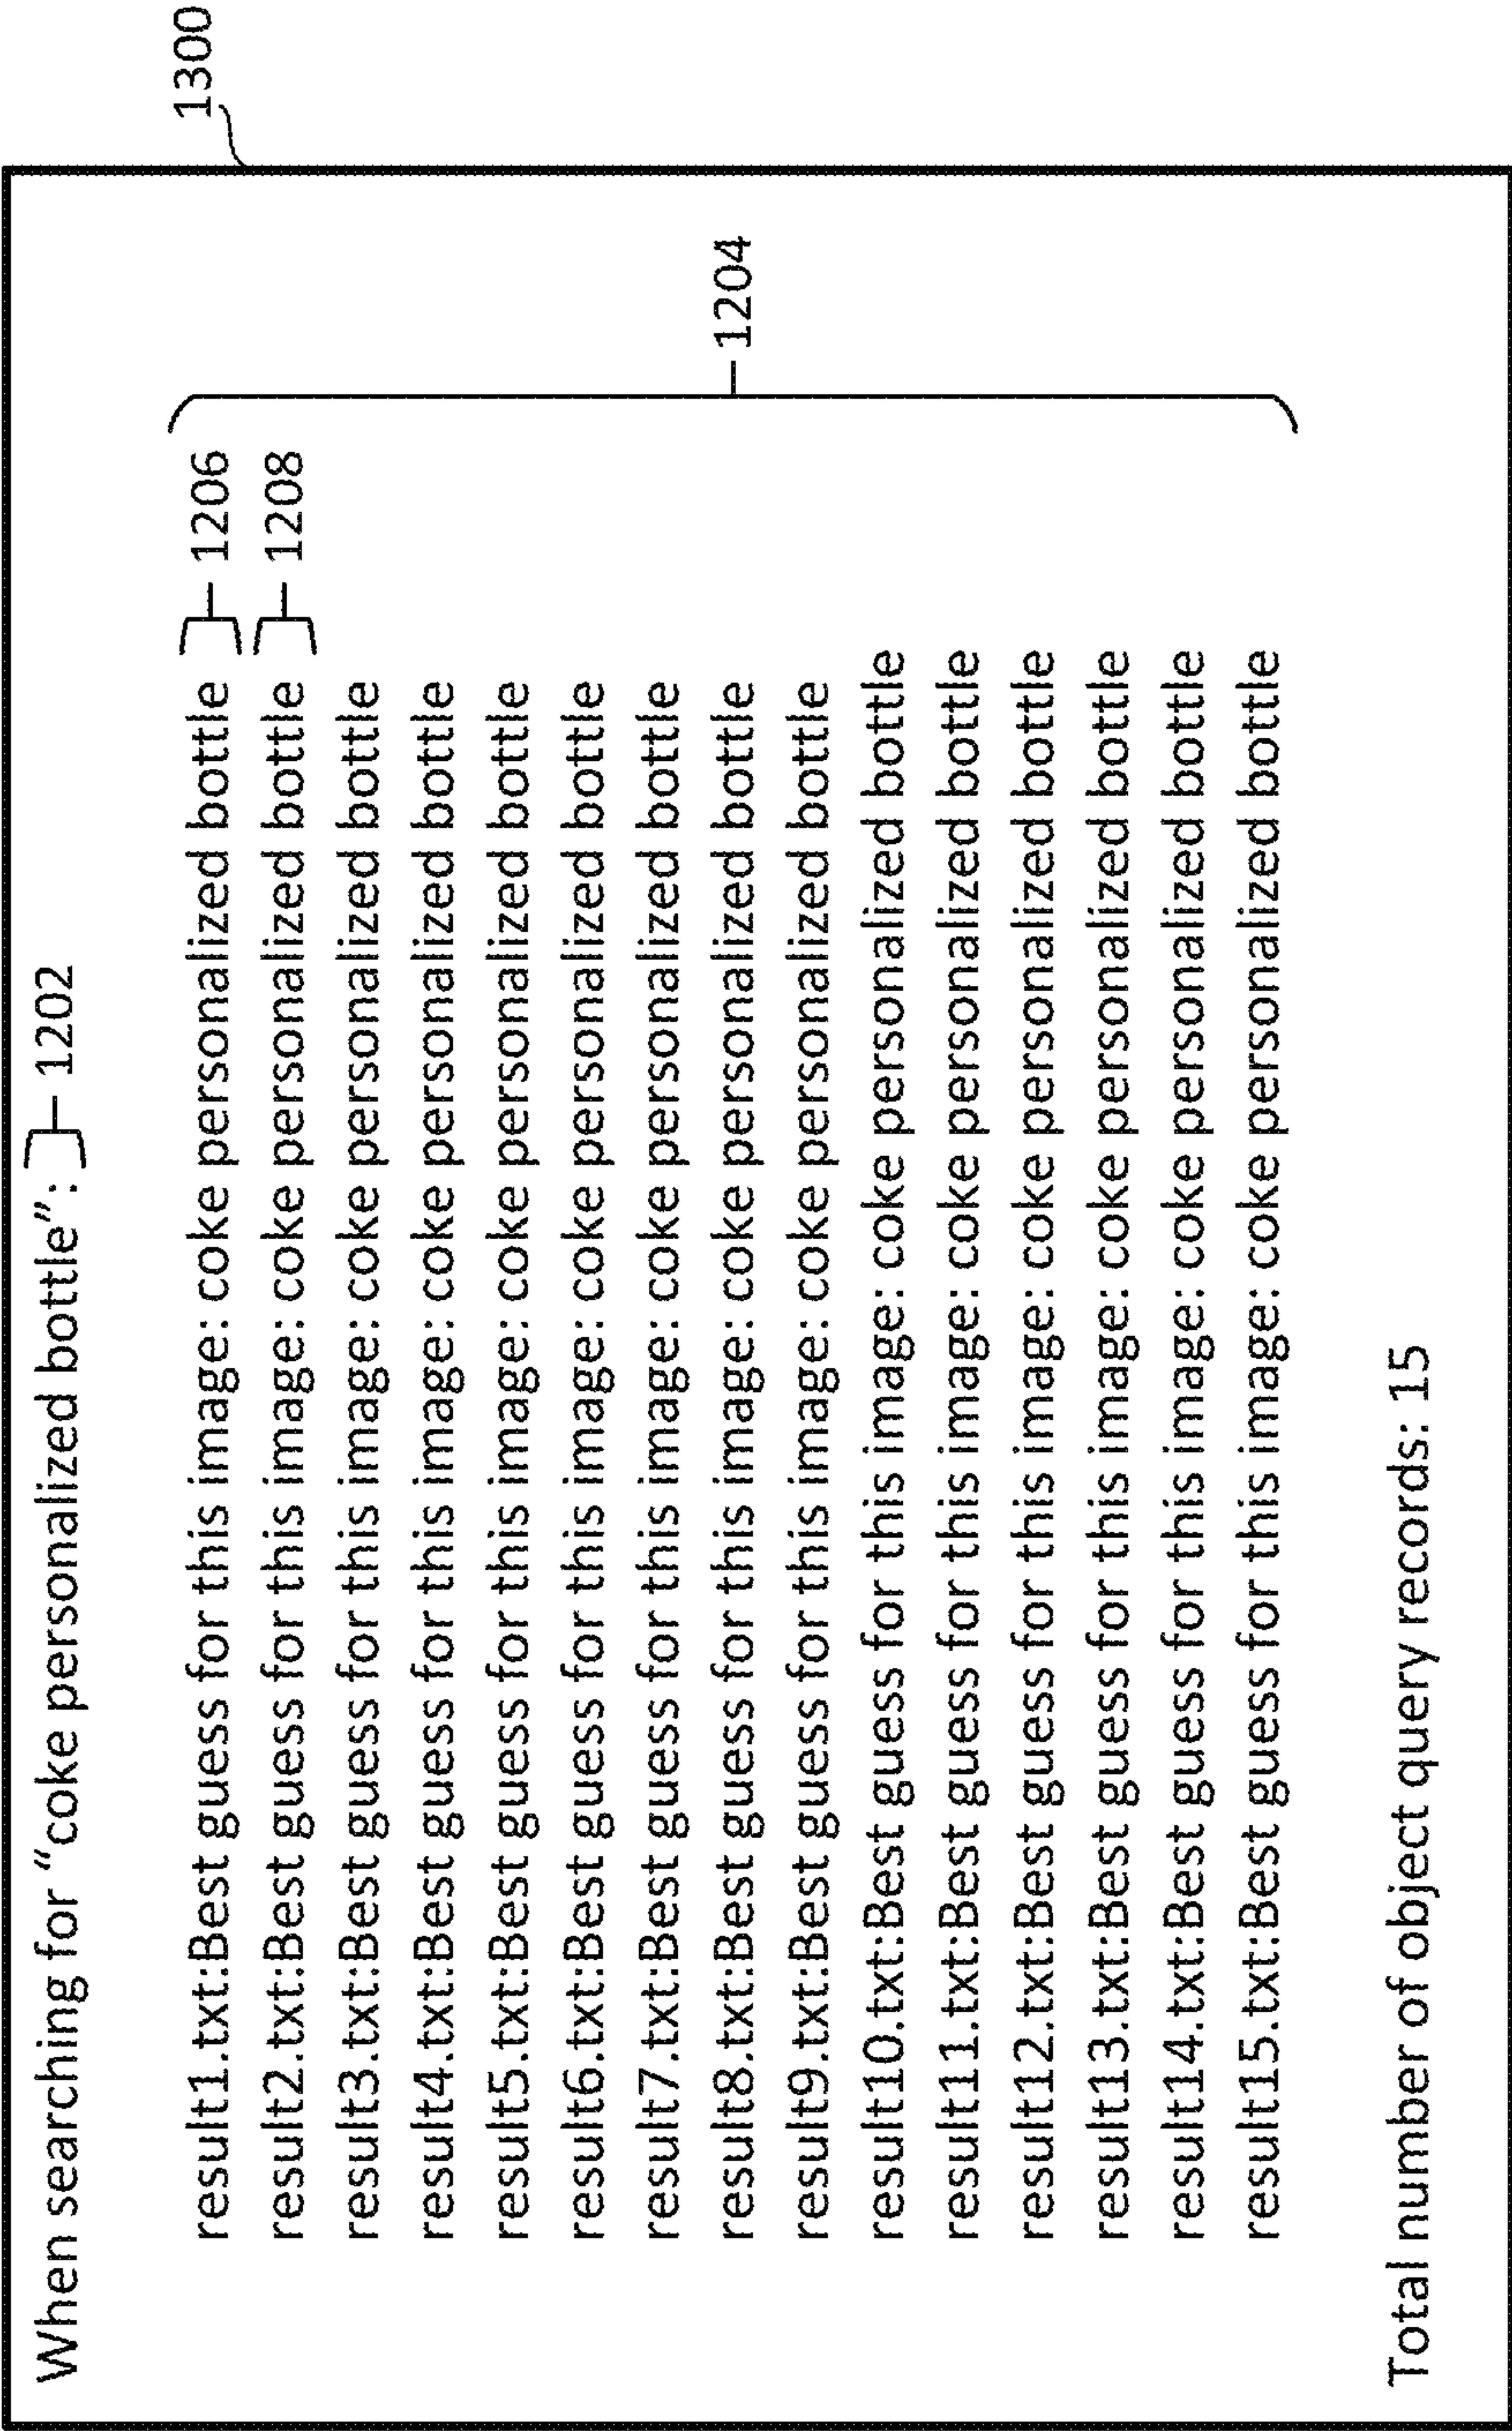 1300
When searching for “coke personalized bottle”: 1202
result1.txt:Best guess for this image: coke personalized bottle 1206
result2.txt:Best guess for this image: coke personalized bottle 1208
result3.txt:Best guess for this image: coke personalized bottle
result4.txt:Best guess for this image: coke personalized bottle
result5.txt:Best guess for this image: coke personalized bottle
result6.txt:Best guess for this image: coke personalized bottle
result7.txt:Best guess for this image: coke personalized bottle
result8.txt:Best guess for this image: coke personalized bottle
1204
result9.txt:Best guess for this image: coke personalized bottle
result10.txt:Best guess for this image: coke personalized bottle
result11.txt:Best guess for this image: coke personalized bottle
result12.txt:Best guess for this image: coke personalized bottle
result13.txt:Best guess for this image: coke personalized bottle
result14.txt:Best guess for this image: coke personalized bottle
result15.txt:Best guess for this image: coke personalized bottle
Total number of object query records: 15